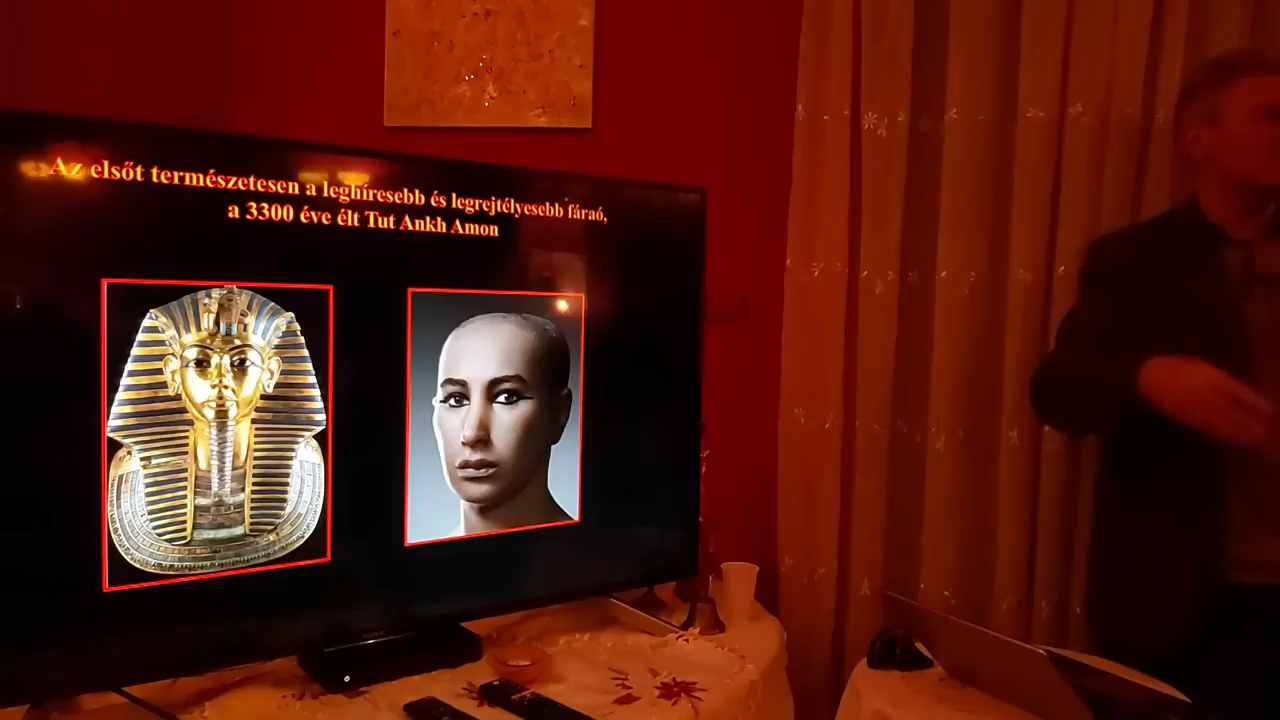 Az elsőt természetesen a leghíresebb és legrejtélyesebb fáraó,
a 3300 éve élt Tut Ankh Amon